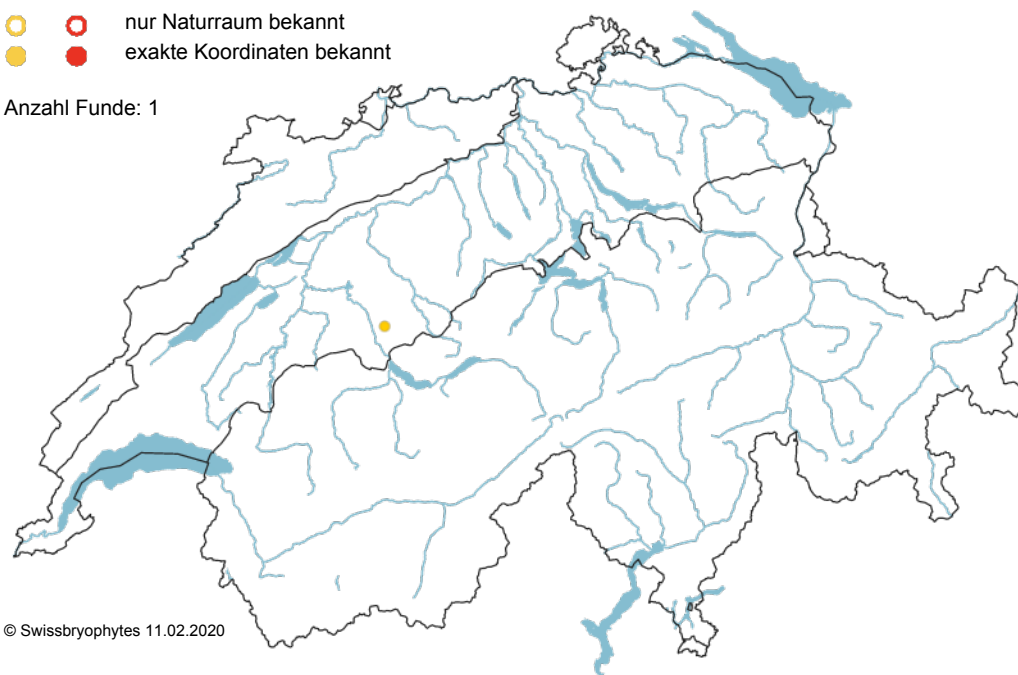 nur Naturraum bekannt
exakte Koordinaten bekannt
Anzahl Funde: 1
© Swissbryophytes 11.02.2020